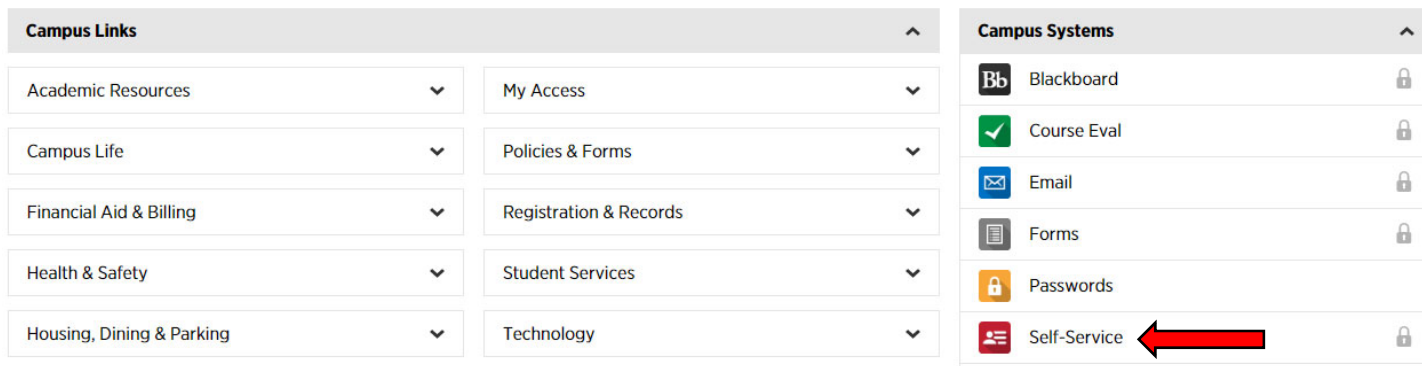 Campus Links
Academic Resources
My Access
Campus Life
Policies & Forms
Financial Aid & Billing
Registration & Records
Health & Safety
Student Services
Housing, Dining & Parking
Technology
Campus Systems
Bb Blackboard
Course Eval
Email
Forms
Passwords
Self-Service